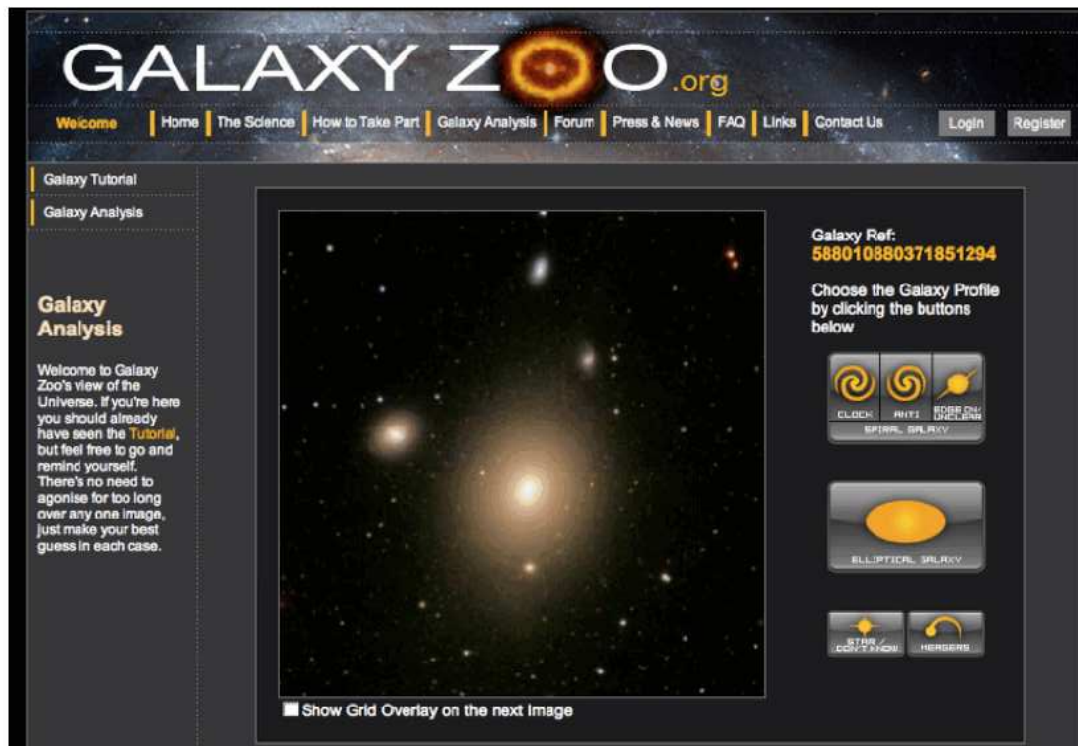 GALAXY ZOO.org
Welcome Home The Science How to Take Part Galaxy Analysis Forum Press & News FAQ Links Contact Us Login Register
Galaxy Tutorial
Galaxy Analysis
Galaxy
Analysis
Welcome to Galaxy
Zoo's view of the
Universe. If you're here
you should already
have seen the Tutorial,
but feel free to go and
remind yourself.
There's no need to
agonise for too long
over any one image,
just make your best
guess in each case.
Galaxy Ref:
588010880371851294
Choose the Galaxy Profile
by clicking the buttons
below
CLOCK ANTI EDGE ON/
UNCLEAR
SPIRAL GALAXY
ELLIPTICAL GALAXY
STAR /
DON'T KNOW
MERGERS
Show Grid Overlay on the next Image